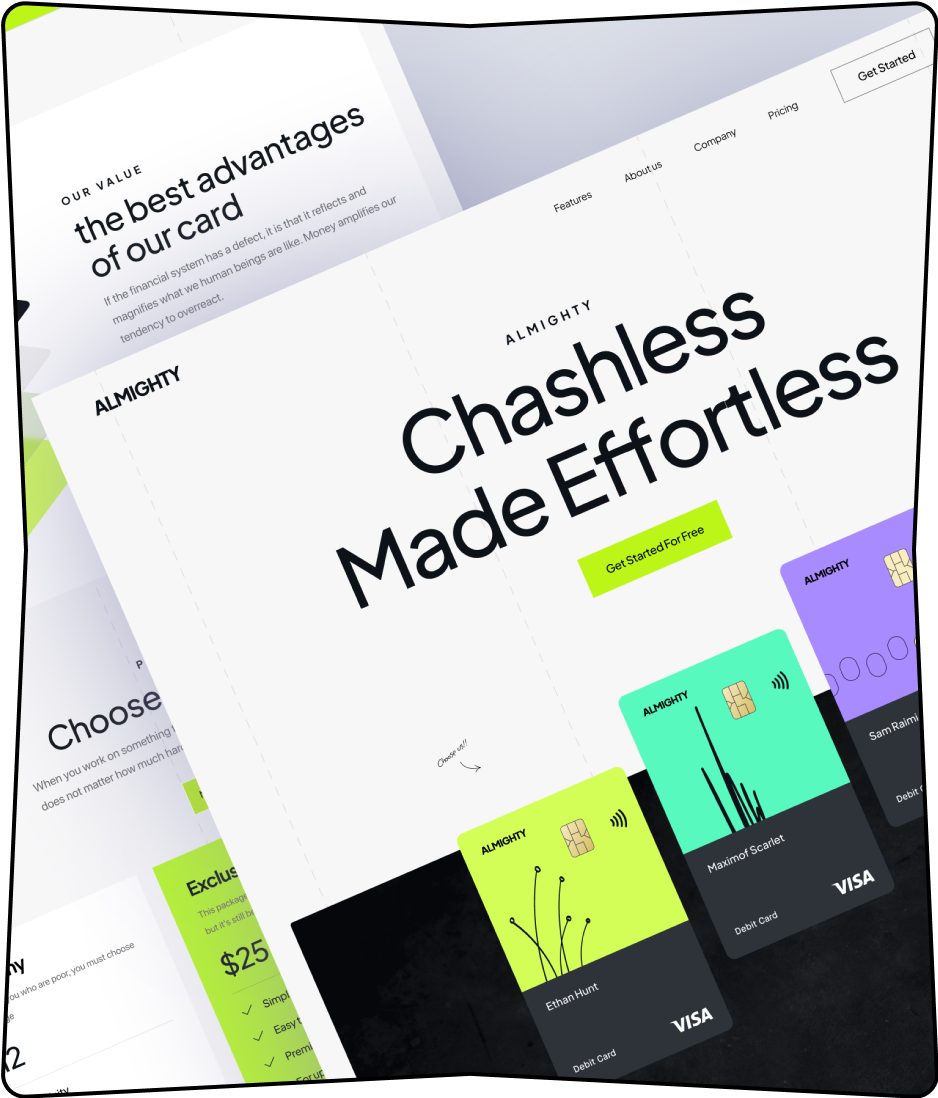 OUR VALUE
the best advantages
of our card
If the financial system has a defect, it is that it reflects and
magnifies what we human beings are like. Money amplifies our
tendency to overreact.
Get Started
Features
About us
Company
Pricing
ALMIGHTY
ALMIGHTY
Chashless
Made Effortless
Get Started For Free
Choose us!!
ALMIGHTY
Sam Raimi
Debit
ALMIGHTY
Maximof Scarlet
VISA
Debit Card
ALMIGHTY
Ethan Hunt
VISA
Debit Card
P
Choose
When you work on something
does not matter how much
Exclus
This package
but it's still
$25
Simpl
Easy t
Premi
For up
you who are poor, you must choose